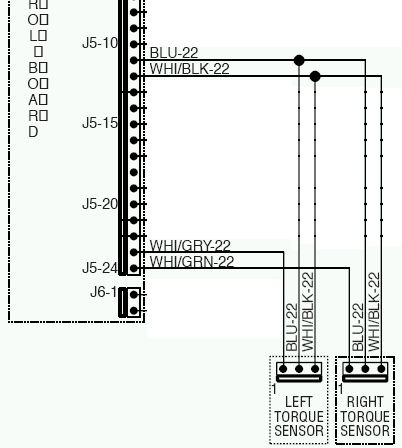 R▯
O▯
L▯
▯
B▯
O▯
A▯
R▯
D
J5-10
BLU-22
WHI/BLK-22
J5-15
J5-20
WHI/GRY-22
J5-24
WHI/GRN-22
J6-1
BLU-22
WHI/BLK-22
BLU-22
WHI/BLK-22
1
1
LEFT
TORQUE
SENSOR
RIGHT
TORQUE
SENSOR